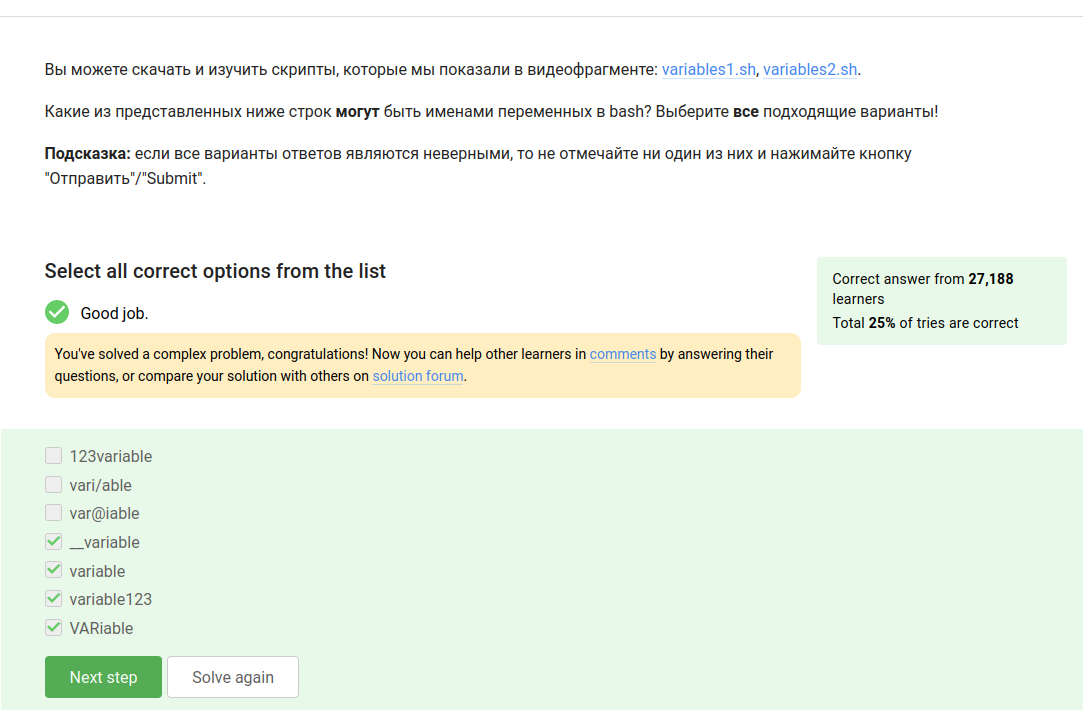 Вы можете скачать и изучить скрипты, которые мы показали в видеофрагменте: variables1.sh, variables2.sh.
Какие из представленных ниже строк могут быть именами переменных в bash? Выберите все подходящие варианты!
Подсказка: если все варианты ответов являются неверными, то не отмечайте ни один из них и нажимайте кнопку
"Отправить"/"Submit".
Select all correct options from the list
Good job.
You've solved a complex problem, congratulations! Now you can help other learners in comments by answering their
questions, or compare your solution with others on solution forum.
Correct answer from 27,188
learners
Total 25% of tries are correct
123variable
vari/able
var@iable
__variable
variable
variable123
VARiable
Next step
Solve again